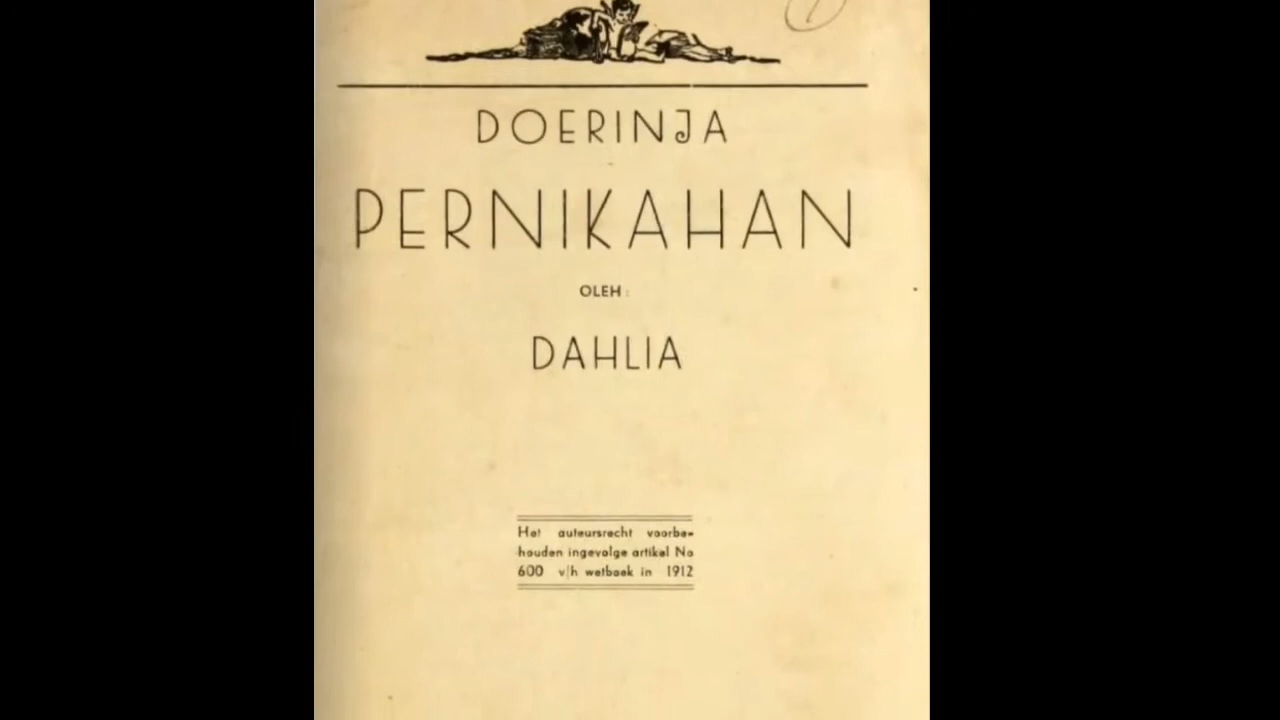 DOERINJA
PERNIKAHAN
OLEH :
DAHLIA
Het auteursrecht voorbe-
houden ingevolge artikel No
600 v/h wetboek in 1912